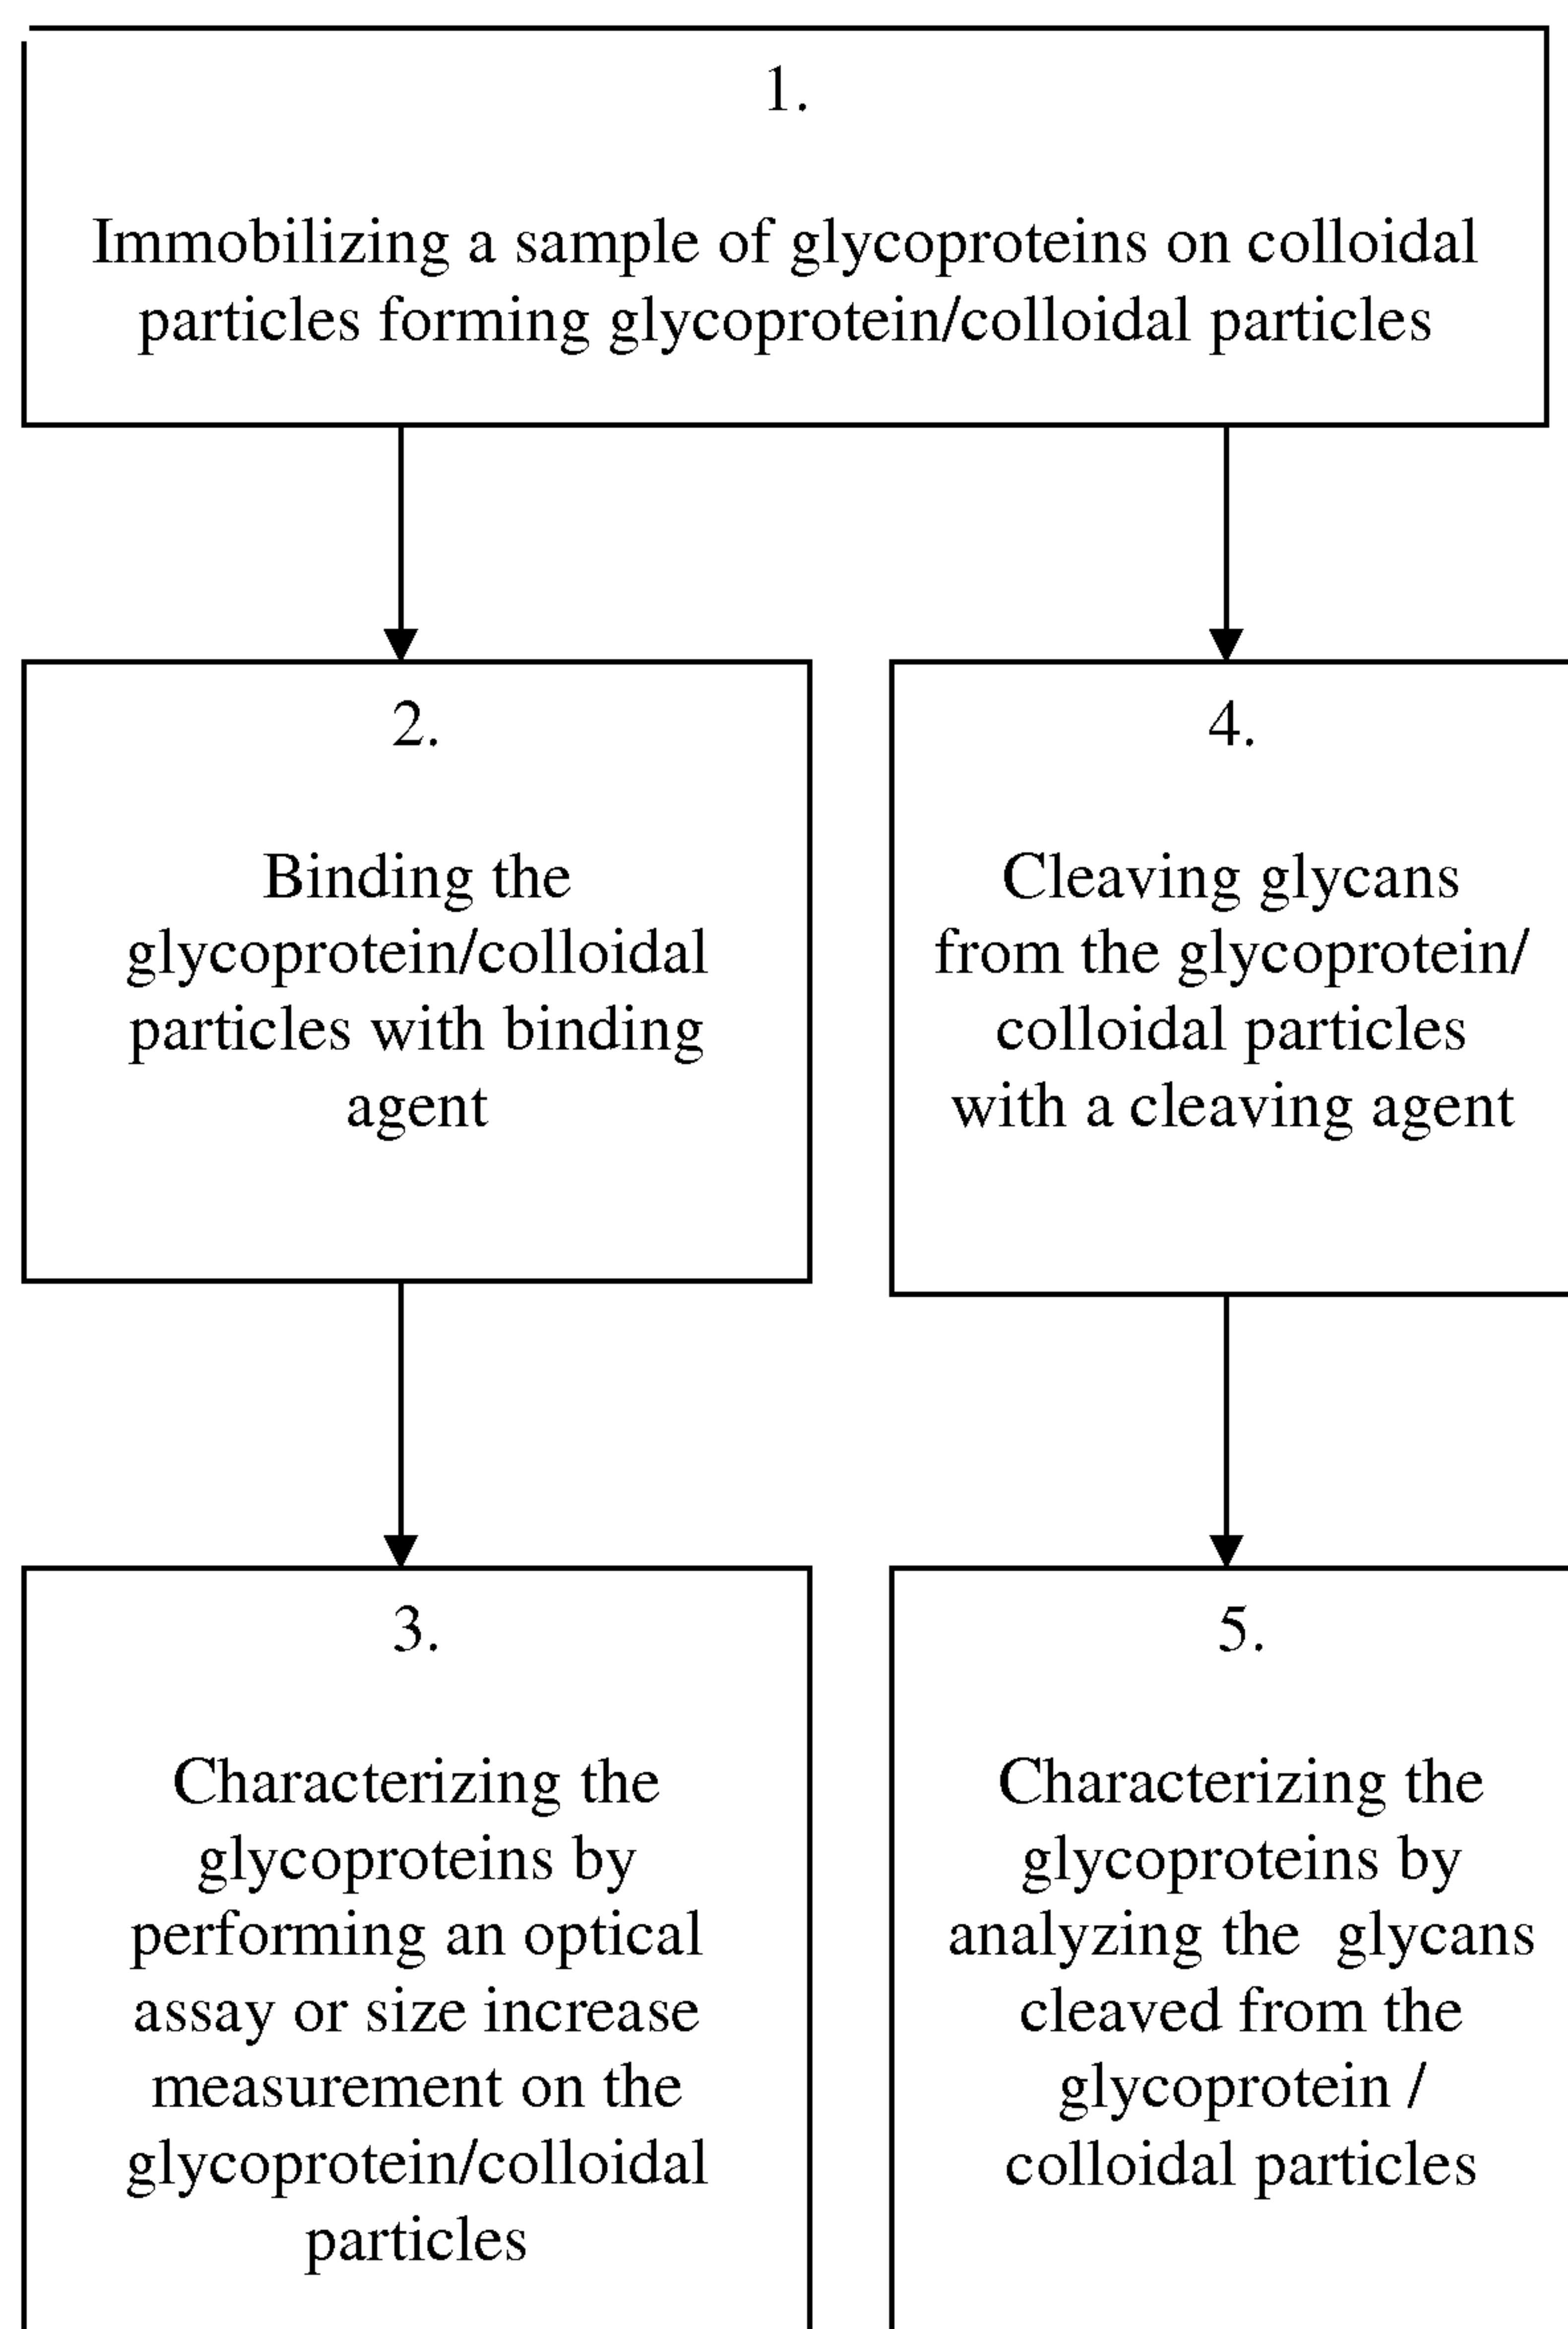 1.
Immobilizing a sample of glycoproteins on colloidal
particles forming glycoprotein/colloidal particles
2.
Binding the
glycoprotein/colloidal
particles with binding
agent
4.
Cleaving glycans
from the glycoprotein/
colloidal particles
with a cleaving agent
3.
Characterizing the
glycoproteins by
performing an optical
assay or size increase
measurement on the
glycoprotein/colloidal
particles
5.
Characterizing the
glycoproteins by
analyzing the glycans
cleaved from the
glycoprotein /
colloidal particles